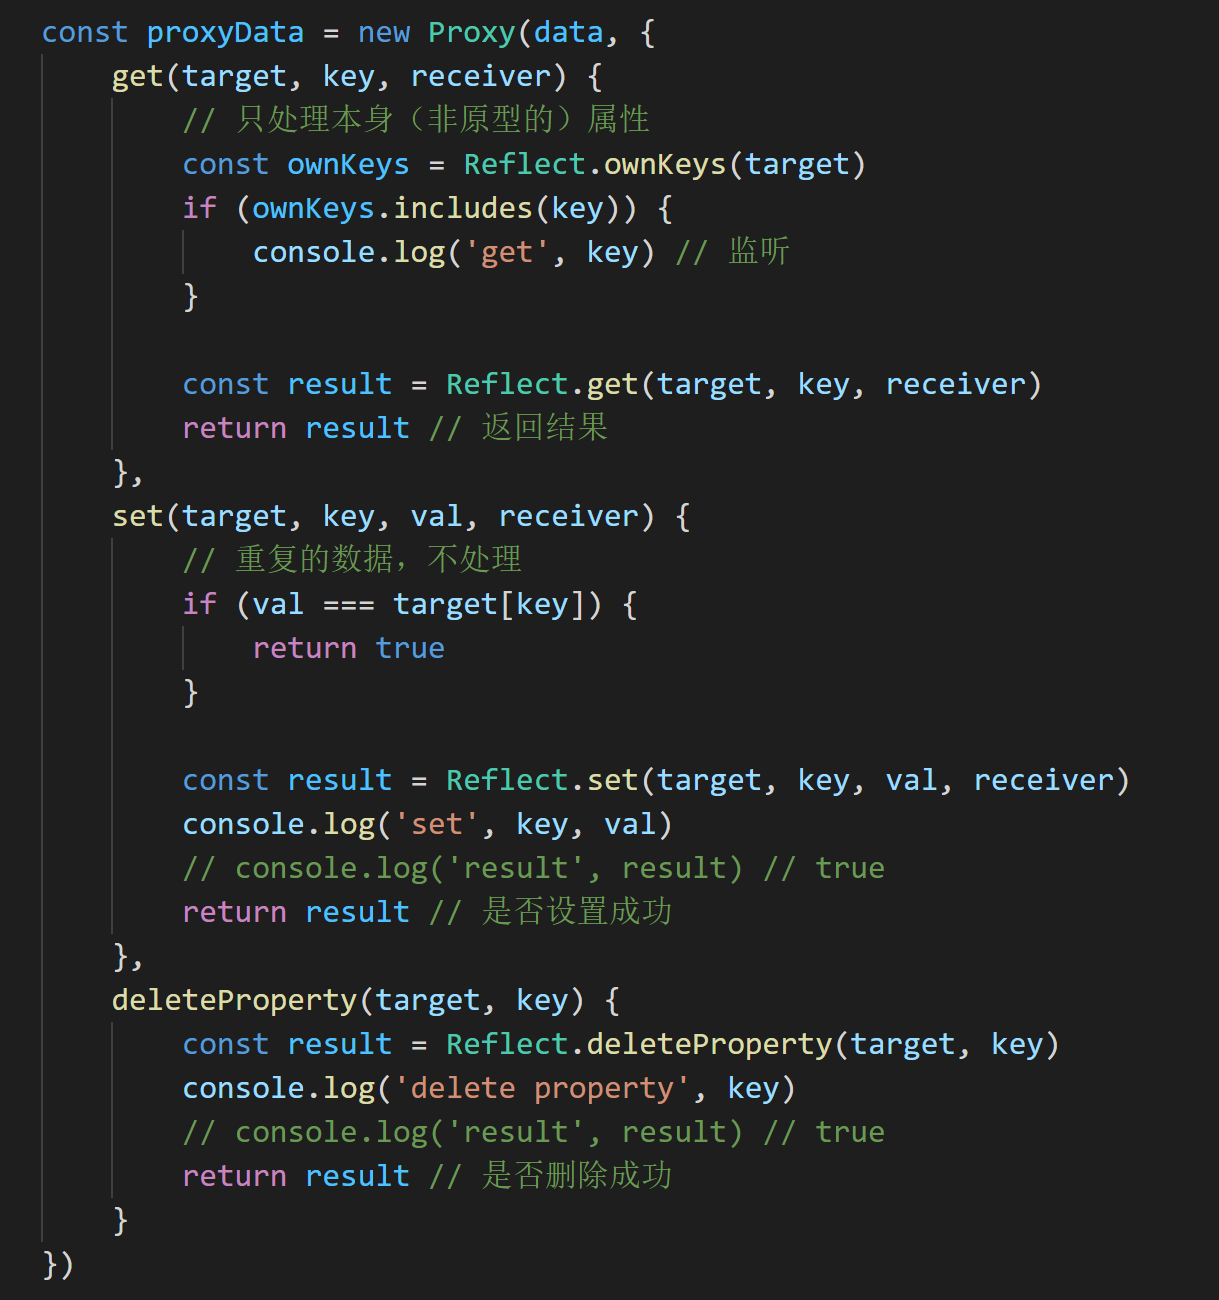 const proxyData = new Proxy(data, {
    get(target, key, receiver) {
        // 只处理本身（非原型的）属性
        const ownKeys = Reflect.ownKeys(target)
        if (ownKeys.includes(key)) {
            console.log('get', key) // 监听
        }

        const result = Reflect.get(target, key, receiver)
        return result // 返回结果
    },
    set(target, key, val, receiver) {
        // 重复的数据，不处理
        if (val === target[key]) {
            return true
        }

        const result = Reflect.set(target, key, val, receiver)
        console.log('set', key, val)
        // console.log('result', result) // true
        return result // 是否设置成功
    },
    deleteProperty(target, key) {
        const result = Reflect.deleteProperty(target, key)
        console.log('delete property', key)
        // console.log('result', result) // true
        return result // 是否删除成功
    }
})